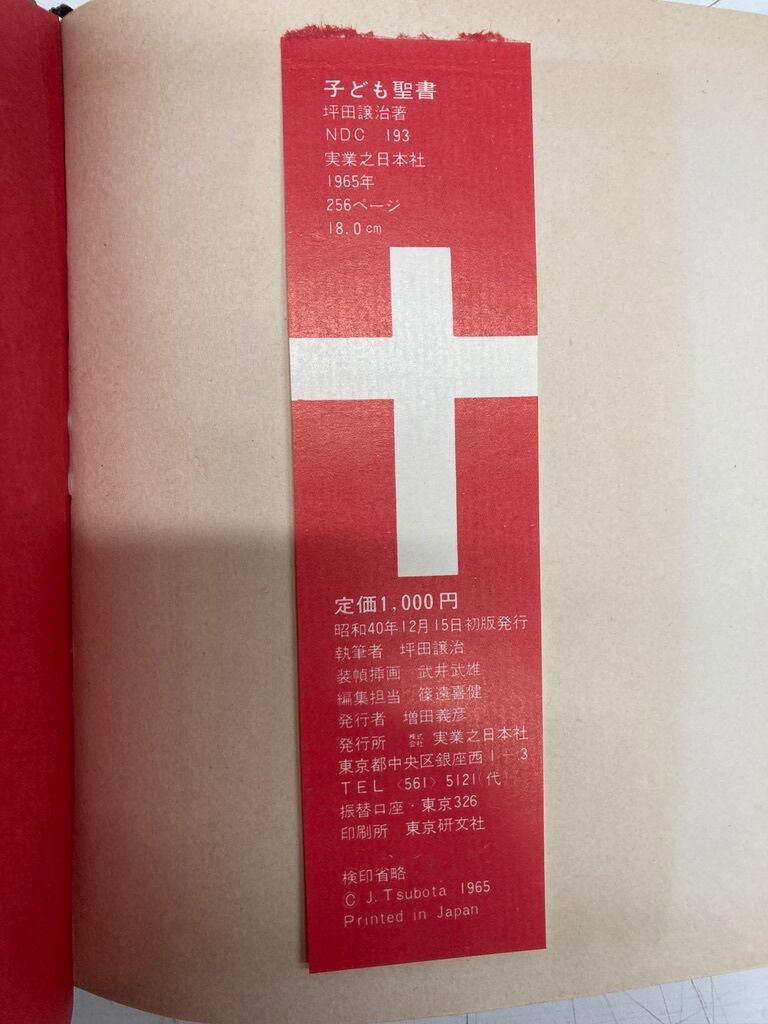 子ども聖書
坪田譲治著
NDC 193
実業之日本社
1965年
256ページ
18.0cm
定価1,000円
昭和40年12月15日初版発行
執筆者 坪田譲治
装幀挿画 武井武雄
編集担当 篠遠喜健
発行者 増田義彦
発行所 株式会社 実業之日本社
東京都中央区銀座西1-3
TEL 〈561〉5121(代)
振替口座・東京326
印刷所 東京研文社
検印省略
© J. Tsubota 1965
Printed in Japan